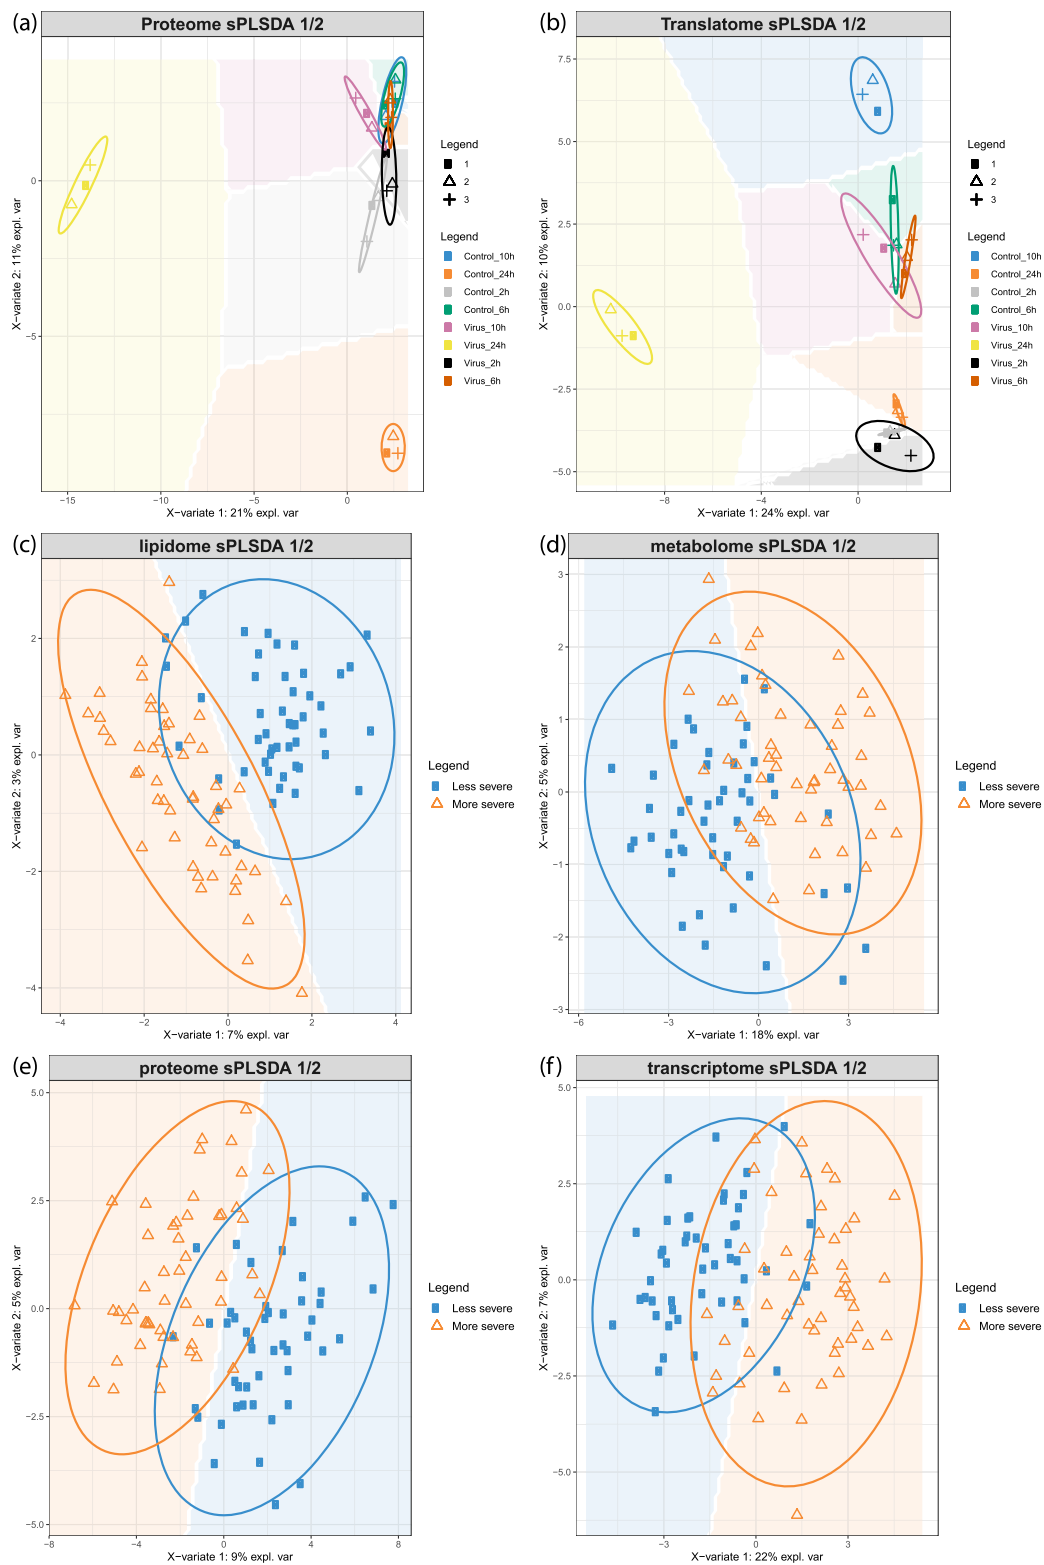 (a)
Proteome sPLSDA 1/2
0
−5
−15
−10
−5
0
X−variate 2: 11% expl. var
X−variate 1: 21% expl. var
Legend
1
2
3
Legend
Control_10h
Control_24h
Control_2h
Control_6h
Virus_10h
Virus_24h
Virus_2h
Virus_6h
(b)
Translatome sPLSDA 1/2
7.5
5.0
2.5
0.0
−2.5
−5.0
−8
−4
0
X−variate 2: 10% expl. var
X−variate 1: 24% expl. var
Legend
1
2
3
Legend
Control_10h
Control_24h
Control_2h
Control_6h
Virus_10h
Virus_24h
Virus_2h
Virus_6h
(c)
lipidome sPLSDA 1/2
2
0
−2
−4
−4
−2
0
2
4
X−variate 2: 3% expl. var
X−variate 1: 7% expl. var
Legend
Less severe
More severe
(d)
metabolome sPLSDA 1/2
3
2
1
0
−1
−2
−3
−6
−3
0
3
X−variate 2: 5% expl. var
X−variate 1: 18% expl. var
Legend
Less severe
More severe
(e)
proteome sPLSDA 1/2
5.0
2.5
0.0
−2.5
−5.0
−8
−4
0
4
8
X−variate 2: 5% expl. var
X−variate 1: 9% expl. var
Legend
Less severe
More severe
(f)
transcriptome sPLSDA 1/2
5.0
2.5
0.0
−2.5
−5.0
−3
0
3
X−variate 2: 7% expl. var
X−variate 1: 22% expl. var
Legend
Less severe
More severe